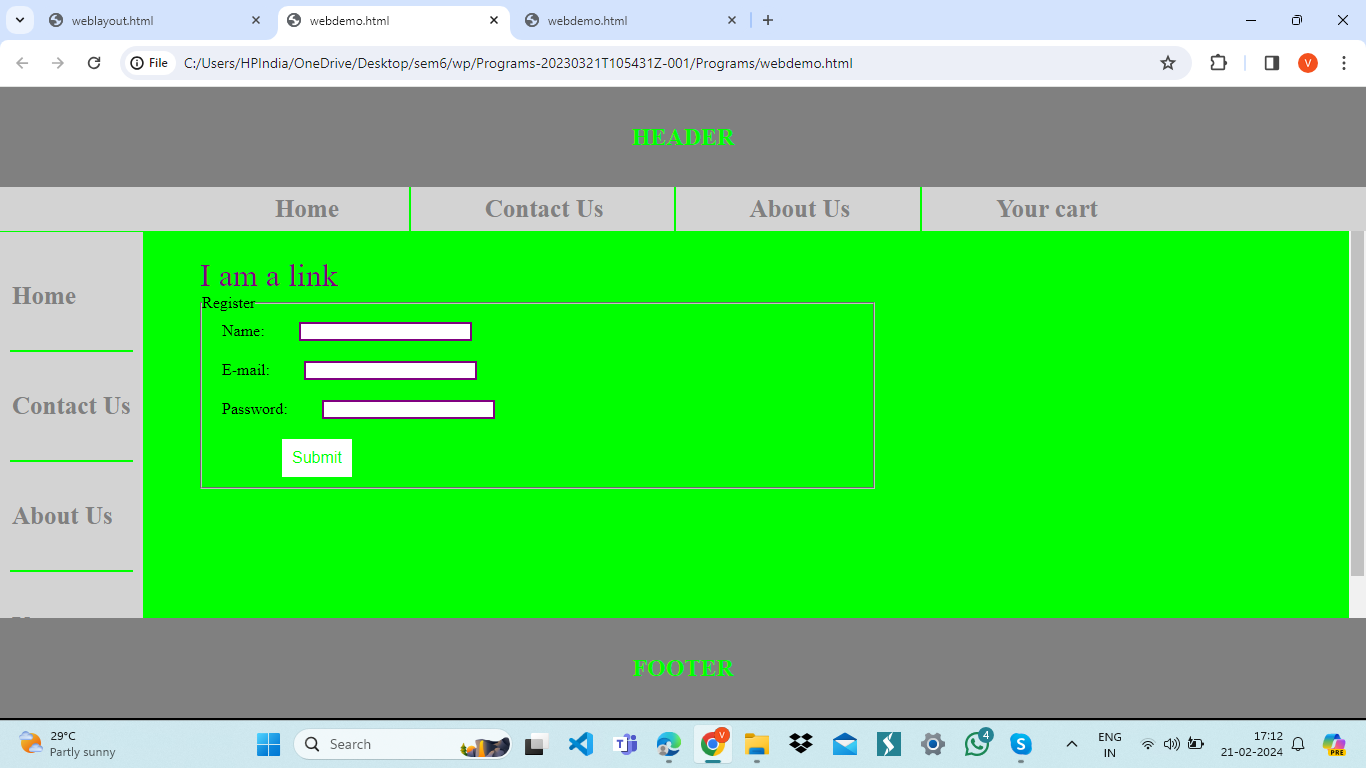 weblayout.html
webdemo.html
webdemo.html
File
C:/Users/HPIndia/OneDrive/Desktop/sem6/wp/Programs-20230321T105431Z-001/Programs/webdemo.html
V
HEADER
Home
Contact Us
About Us
Your cart
Home
Contact Us
About Us
I am a link
Register
Name:
E-mail:
Password:
Submit
FOOTER
29°C
Partly sunny
Search
V
4
ENG
IN
17:12
21-02-2024
PRE